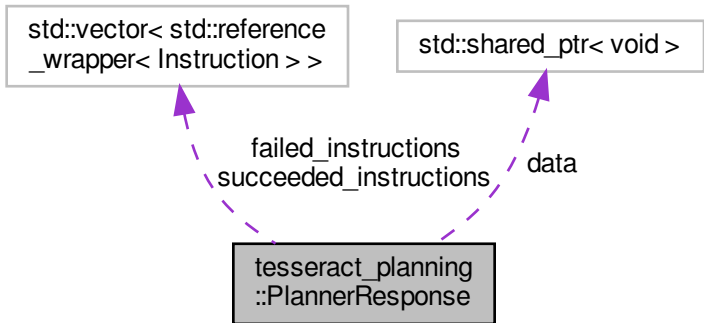 std::vector< std::reference
_wrapper< Instruction > >
std::shared_ptr< void >
failed_instructions
succeeded_instructions
data
tesseract_planning
::PlannerResponse